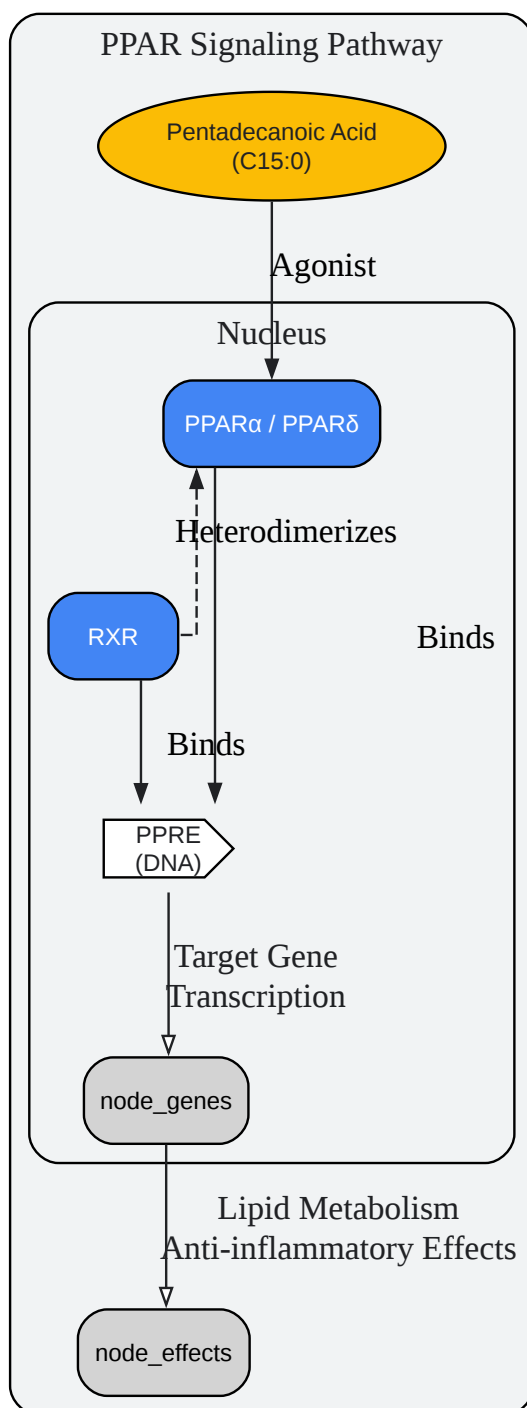 PPAR Signaling Pathway
Pentadecanoic Acid
(C15:0)
Agonist
Nucleus
PPARα / PPARδ
Heterodimerizes
RXR
Binds
Binds
PPRE
(DNA)
Target Gene
Transcription
node_genes
Lipid Metabolism
Anti-inflammatory Effects
node_effects